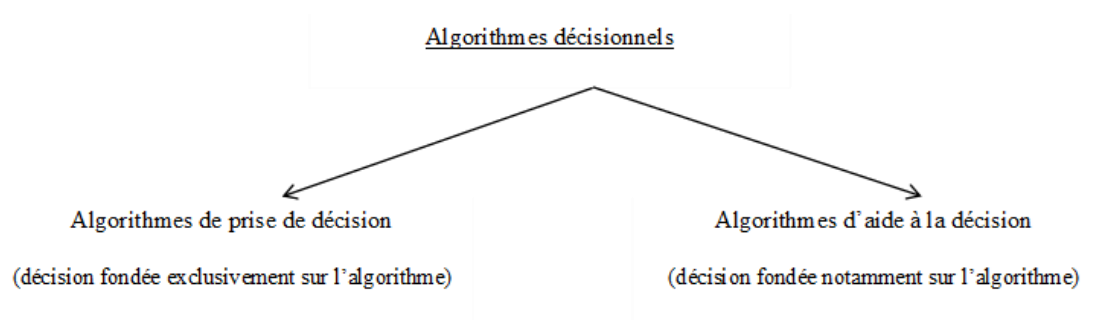 Algorithmes décisionnels
Algorithmes de prise de décision
Algorithmes d’aide à la décision
(décision fondée exclusivement sur l’algorithme)
(décision fondée notamment sur l’algorithme)